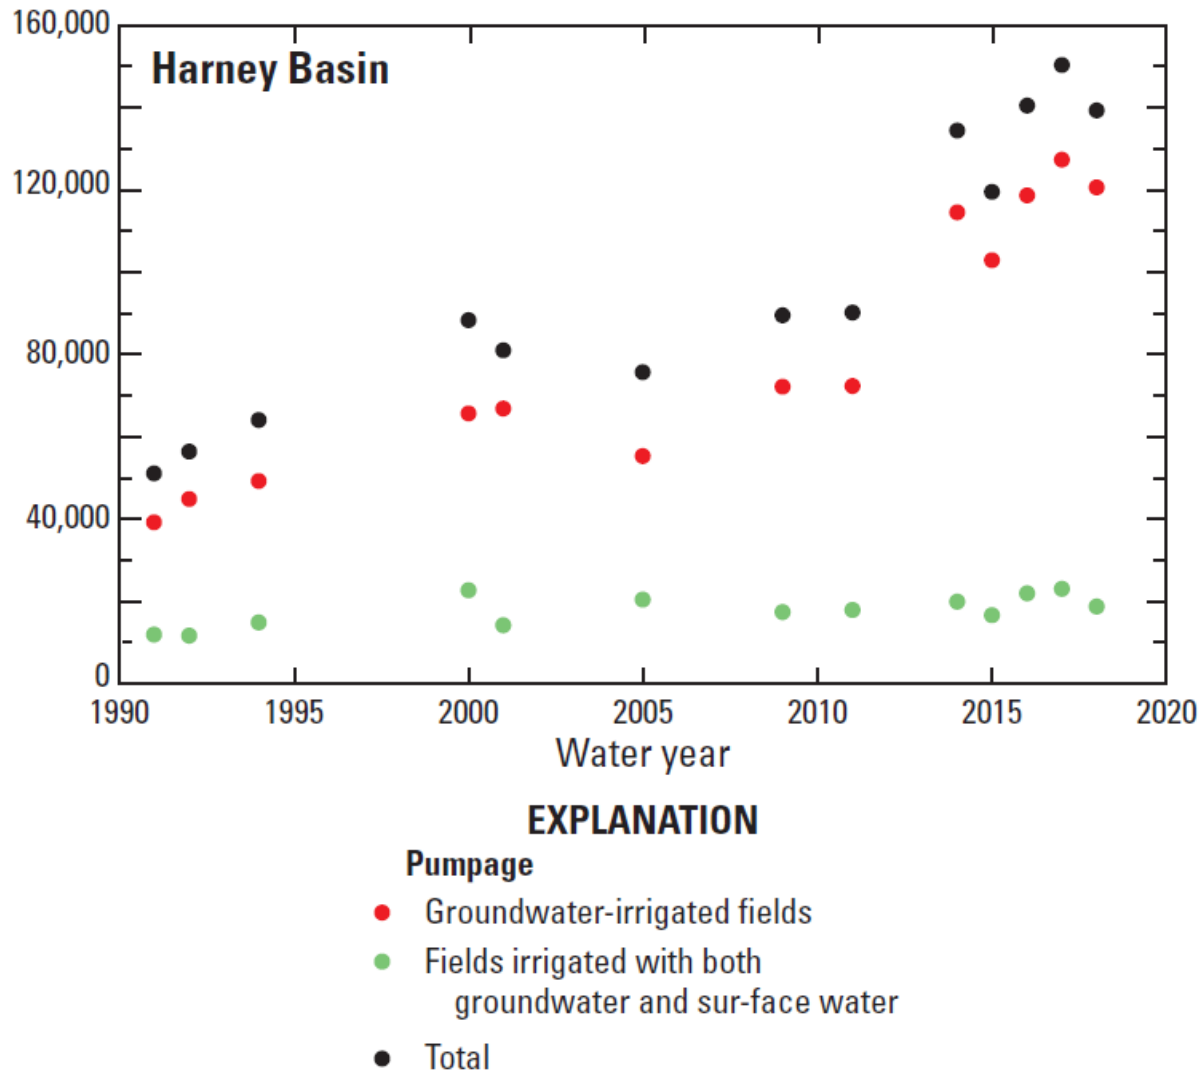 160,000
Harney Basin
120,000
80,000
40,000
0
1990 1995 2000 2005 2010 2015 2020
Water year
EXPLANATION
Pumpage
Groundwater-irrigated fields
Fields irrigated with both
groundwater and sur-face water
Total